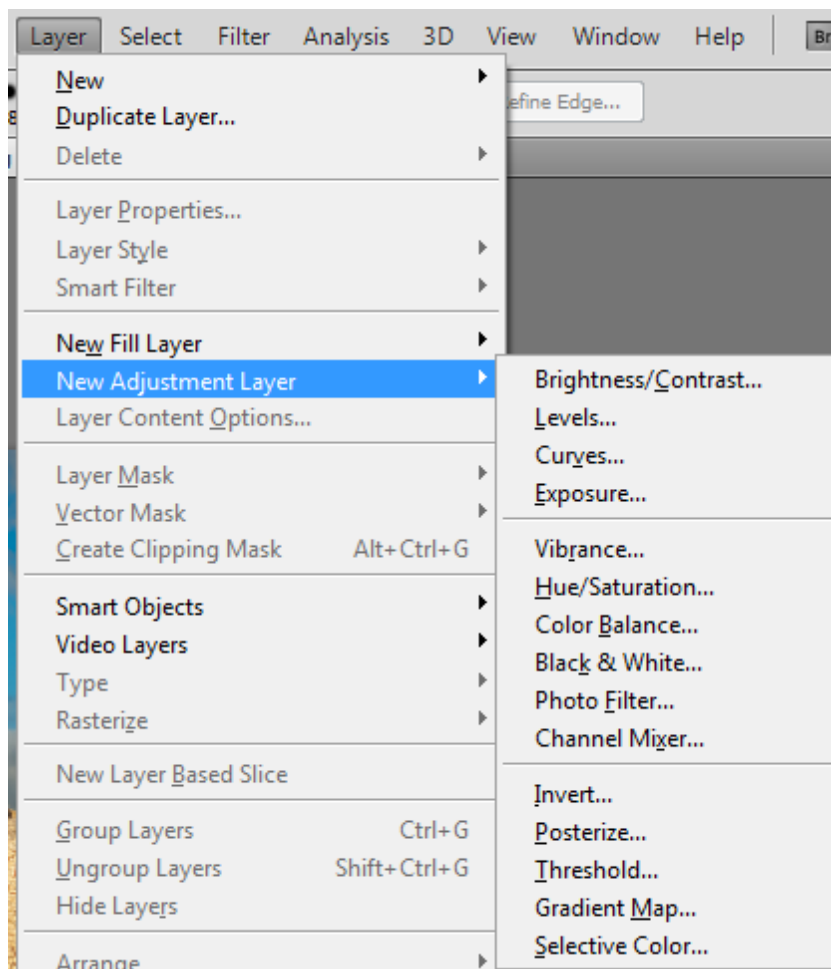 Layer Select Filter Analysis 3D View Window Help Br
efine Edge...
New
Duplicate Layer...
Delete
Layer Properties...
Layer Style
Smart Filter
New Fill Layer
New Adjustment Layer
Layer Content Options...
Layer Mask
Vector Mask
Create Clipping Mask Alt+Ctrl+G
Smart Objects
Video Layers
Type
Rasterize
New Layer Based Slice
Group Layers Ctrl+G
Ungroup Layers Shift+Ctrl+G
Hide Layers
Arrange
Brightness/Contrast...
Levels...
Curves...
Exposure...
Vibrance...
Hue/Saturation...
Color Balance...
Black & White...
Photo Filter...
Channel Mixer...
Invert...
Posterize...
Threshold...
Gradient Map...
Selective Color...